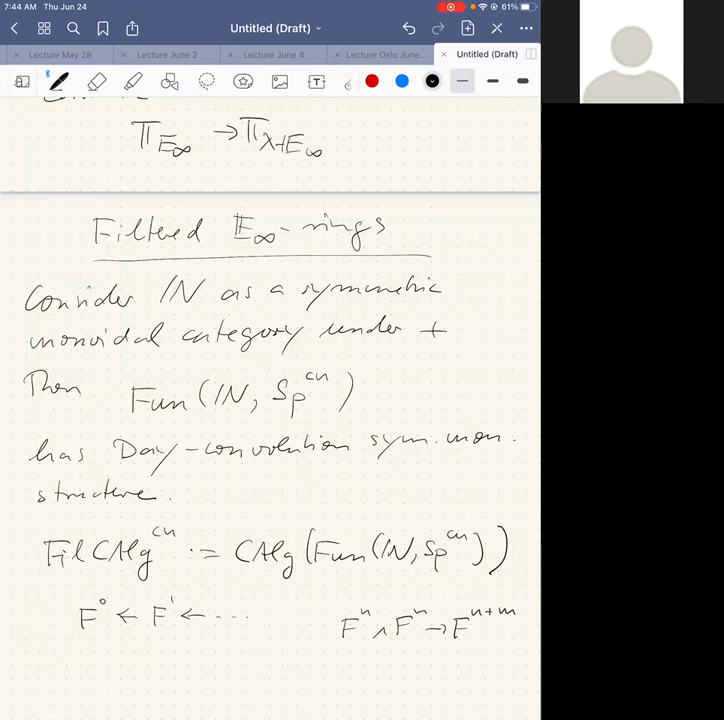 7:44 AM Thu Jun 24
61%
Untitled (Draft)
Lecture May 28
Lecture June 2
Lecture June 4
Lecture Oslo June...
Untitled (Draft)
T
π_{E∞} → π_{X+E∞}
Filtered 𝔼∞-rings
Consider ℕ as a symmetric
monoidal category under +
Then Fun(ℕ, Sp^{cn})
has Day-convolution sym. mon.
structure.
FilCAlg^{cn} := CAlg(Fun(ℕ, Sp^{cn}))
F^0 ← F^1 ← ...
F^n ∧ F^n → F^{n+m}